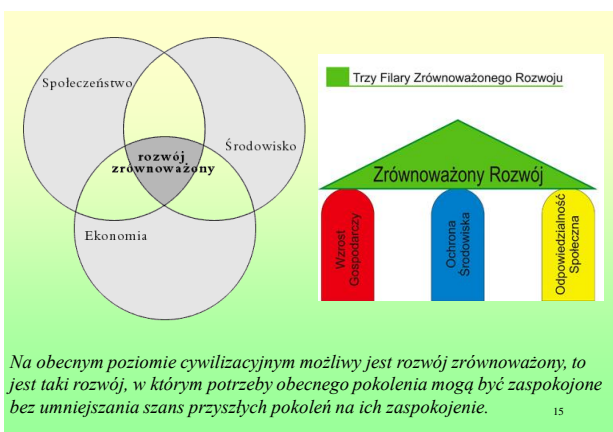 Społeczeństwo
Środowisko
rozwój
zrównoważony
Ekonomia
Trzy Filary Zrównoważonego Rozwoju
Zrównoważony Rozwój
Wzrost
Gospodarczy
Ochrona
Środowiska
Odpowiedzialność
Społeczna
Na obecnym poziomie cywilizacyjnym możliwy jest rozwój zrównoważony, to
jest taki rozwój, w którym potrzeby obecnego pokolenia mogą być zaspokojone
bez umniejszania szans przyszłych pokoleń na ich zaspokojenie.
15